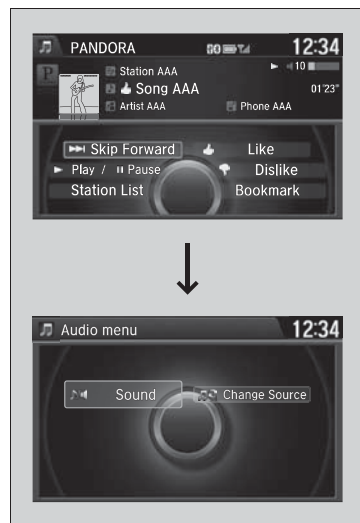 PANDORA 12:34
P
Station AAA
10
Song AAA 01'23"
Artist AAA Phone AAA
Skip Forward Like
Play / Pause Dislike
Station List Bookmark
Audio menu 12:34
Sound Change Source